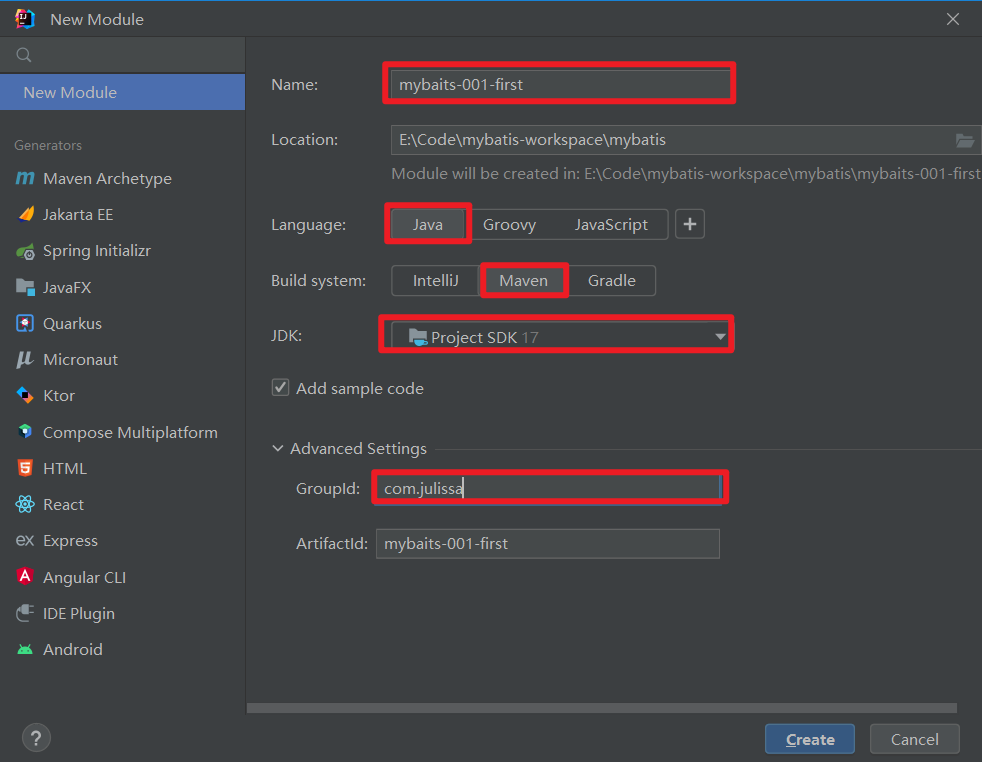 New Module
New Module
Generators
Maven Archetype
Jakarta EE
Spring Initializr
JavaFX
Quarkus
Micronaut
Ktor
Compose Multiplatform
HTML
React
Express
Angular CLI
IDE Plugin
Android
Name: mybaits-001-first
Location: E:\Code\mybatis-workspace\mybatis
Module will be created in: E:\Code\mybatis-workspace\mybatis\mybaits-001-first
Language: Java Groovy JavaScript +
Build system: IntelliJ Maven Gradle
JDK: Project SDK 17
Add sample code
Advanced Settings
GroupId: com.julissa
ArtifactId: mybaits-001-first
? Create Cancel